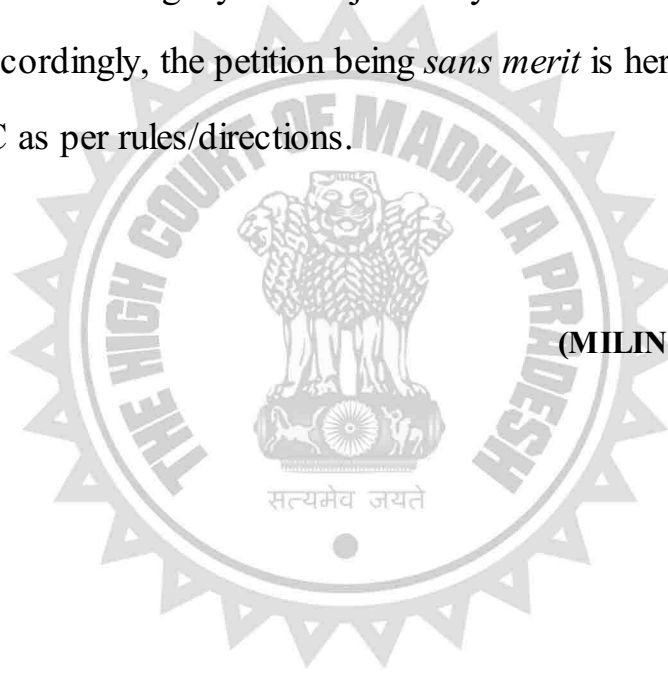 cordingly, the petition being sans merit is her
C as per rules/directions.
THE HIGH COURT OF MADHYA PRADESH
(MILIN
सत्यमेव जयते